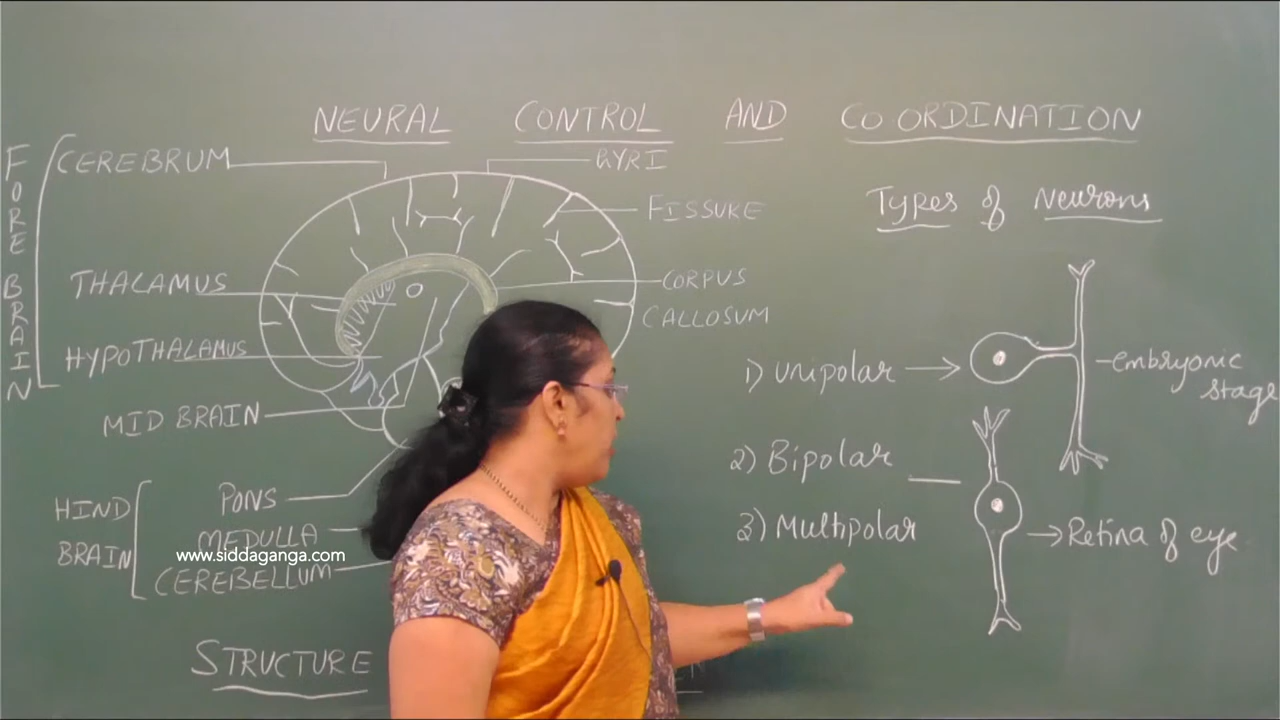 NEURAL CONTROL AND CO ORDINATION
FORE BRAIN
CEREBRUM
GYRI
FISSURE
THALAMUS
CORPUS
CALLOSUM
HYPOTHALAMUS
MID BRAIN
HIND
BRAIN
PONS
MEDULLA
www.siddaganga.com
CEREBELLUM
STRUCTURE
Types of Neurons
1) Unipolar
embryonic
stage
2) Bipolar
3) Multipolar
Retina of eye